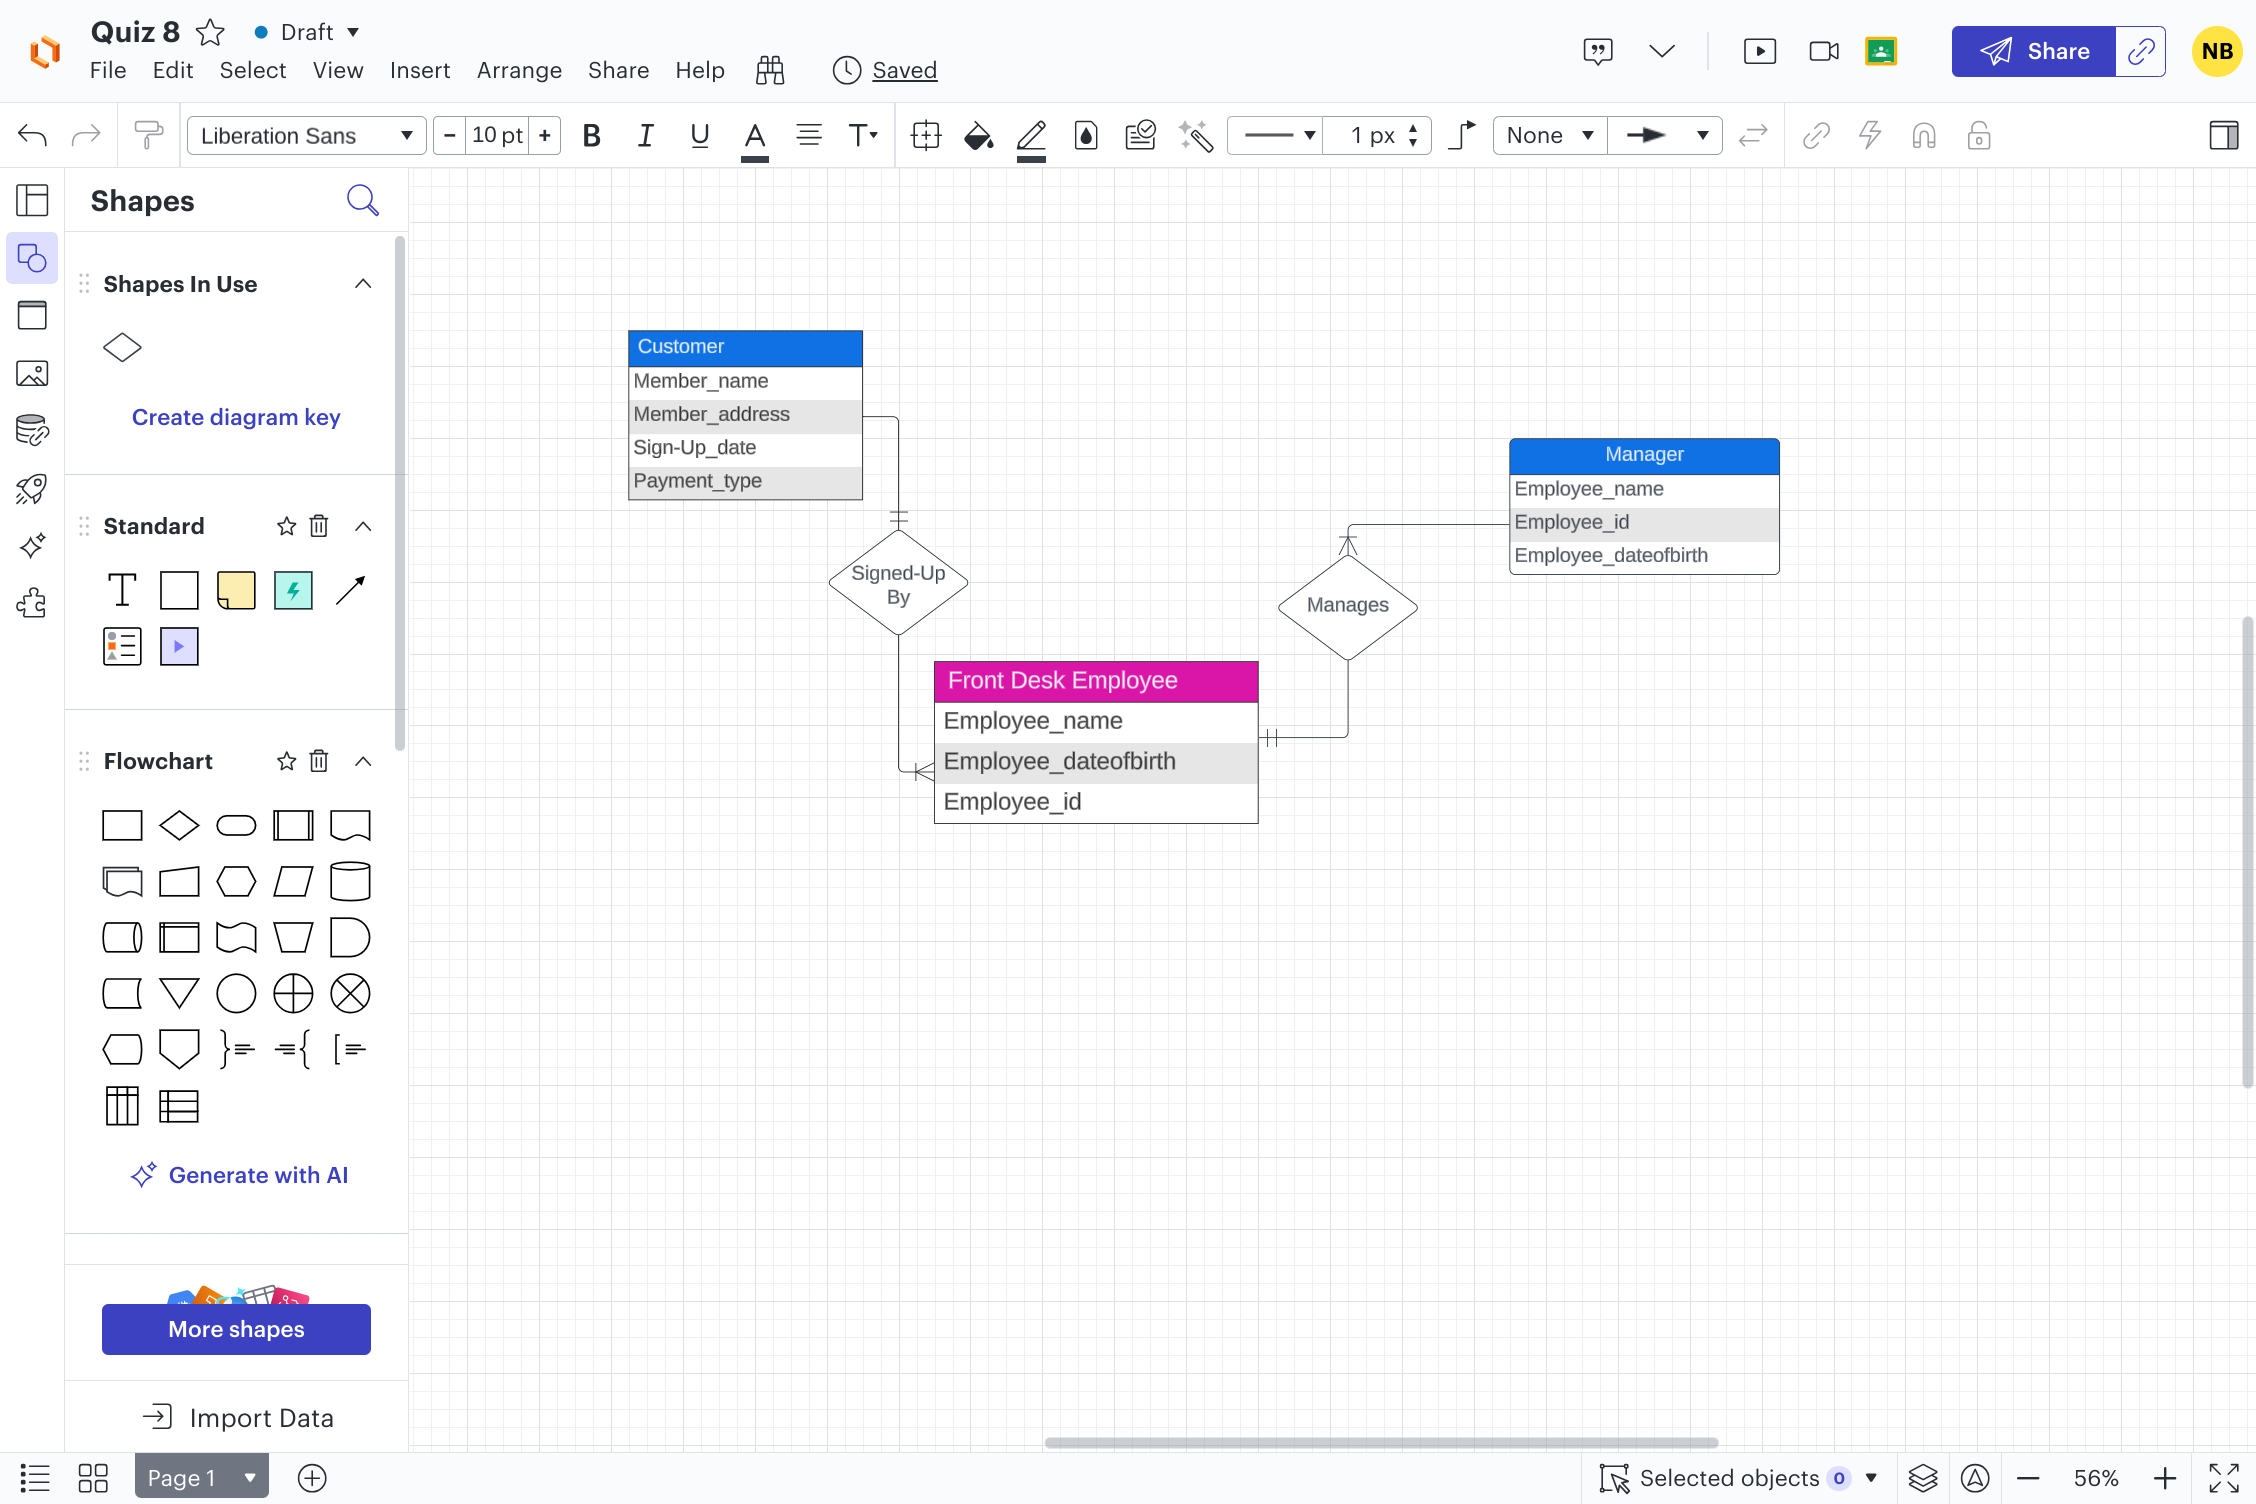 Quiz 8
Draft
File Edit Select View Insert Arrange Share Help Saved
Share
NB
Liberation Sans
− 10 pt +
B I U A T
1 px
None
Shapes
Shapes In Use
Create diagram key
Standard
T
Flowchart
Generate with AI
More shapes
Import Data
Customer
Member_name
Member_address
Sign-Up_date
Payment_type
Signed-Up
By
Manager
Employee_name
Employee_id
Employee_dateofbirth
Manages
Front Desk Employee
Employee_name
Employee_dateofbirth
Employee_id
Page 1
Selected objects 0
56%